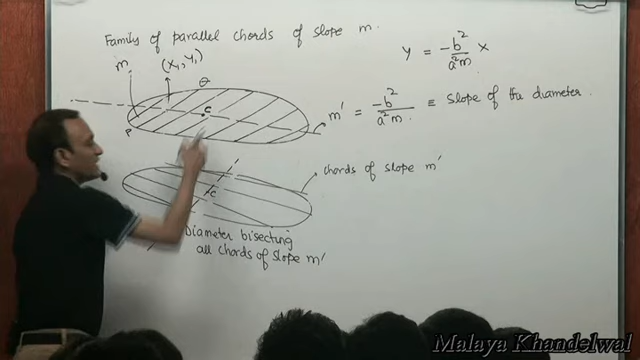 Family of parallel chords of slope m.
y = -b²/a²m x
m (x₁, y₁) Q
P C m' = -b²/a²m ≡ slope of the diameter
chords of slope m'
C
Diameter bisecting
all chords of slope m'
Malaya Khandelwal